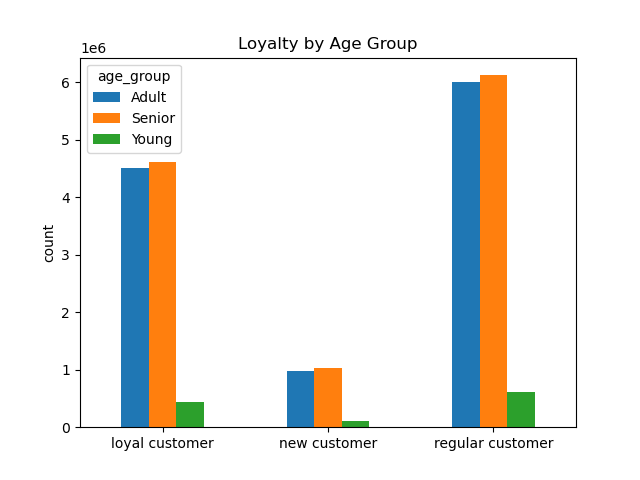 Loyalty by Age Group
1e6
age_group
Adult
Senior
Young
count
6
5
4
3
2
1
0
loyal customer
new customer
regular customer